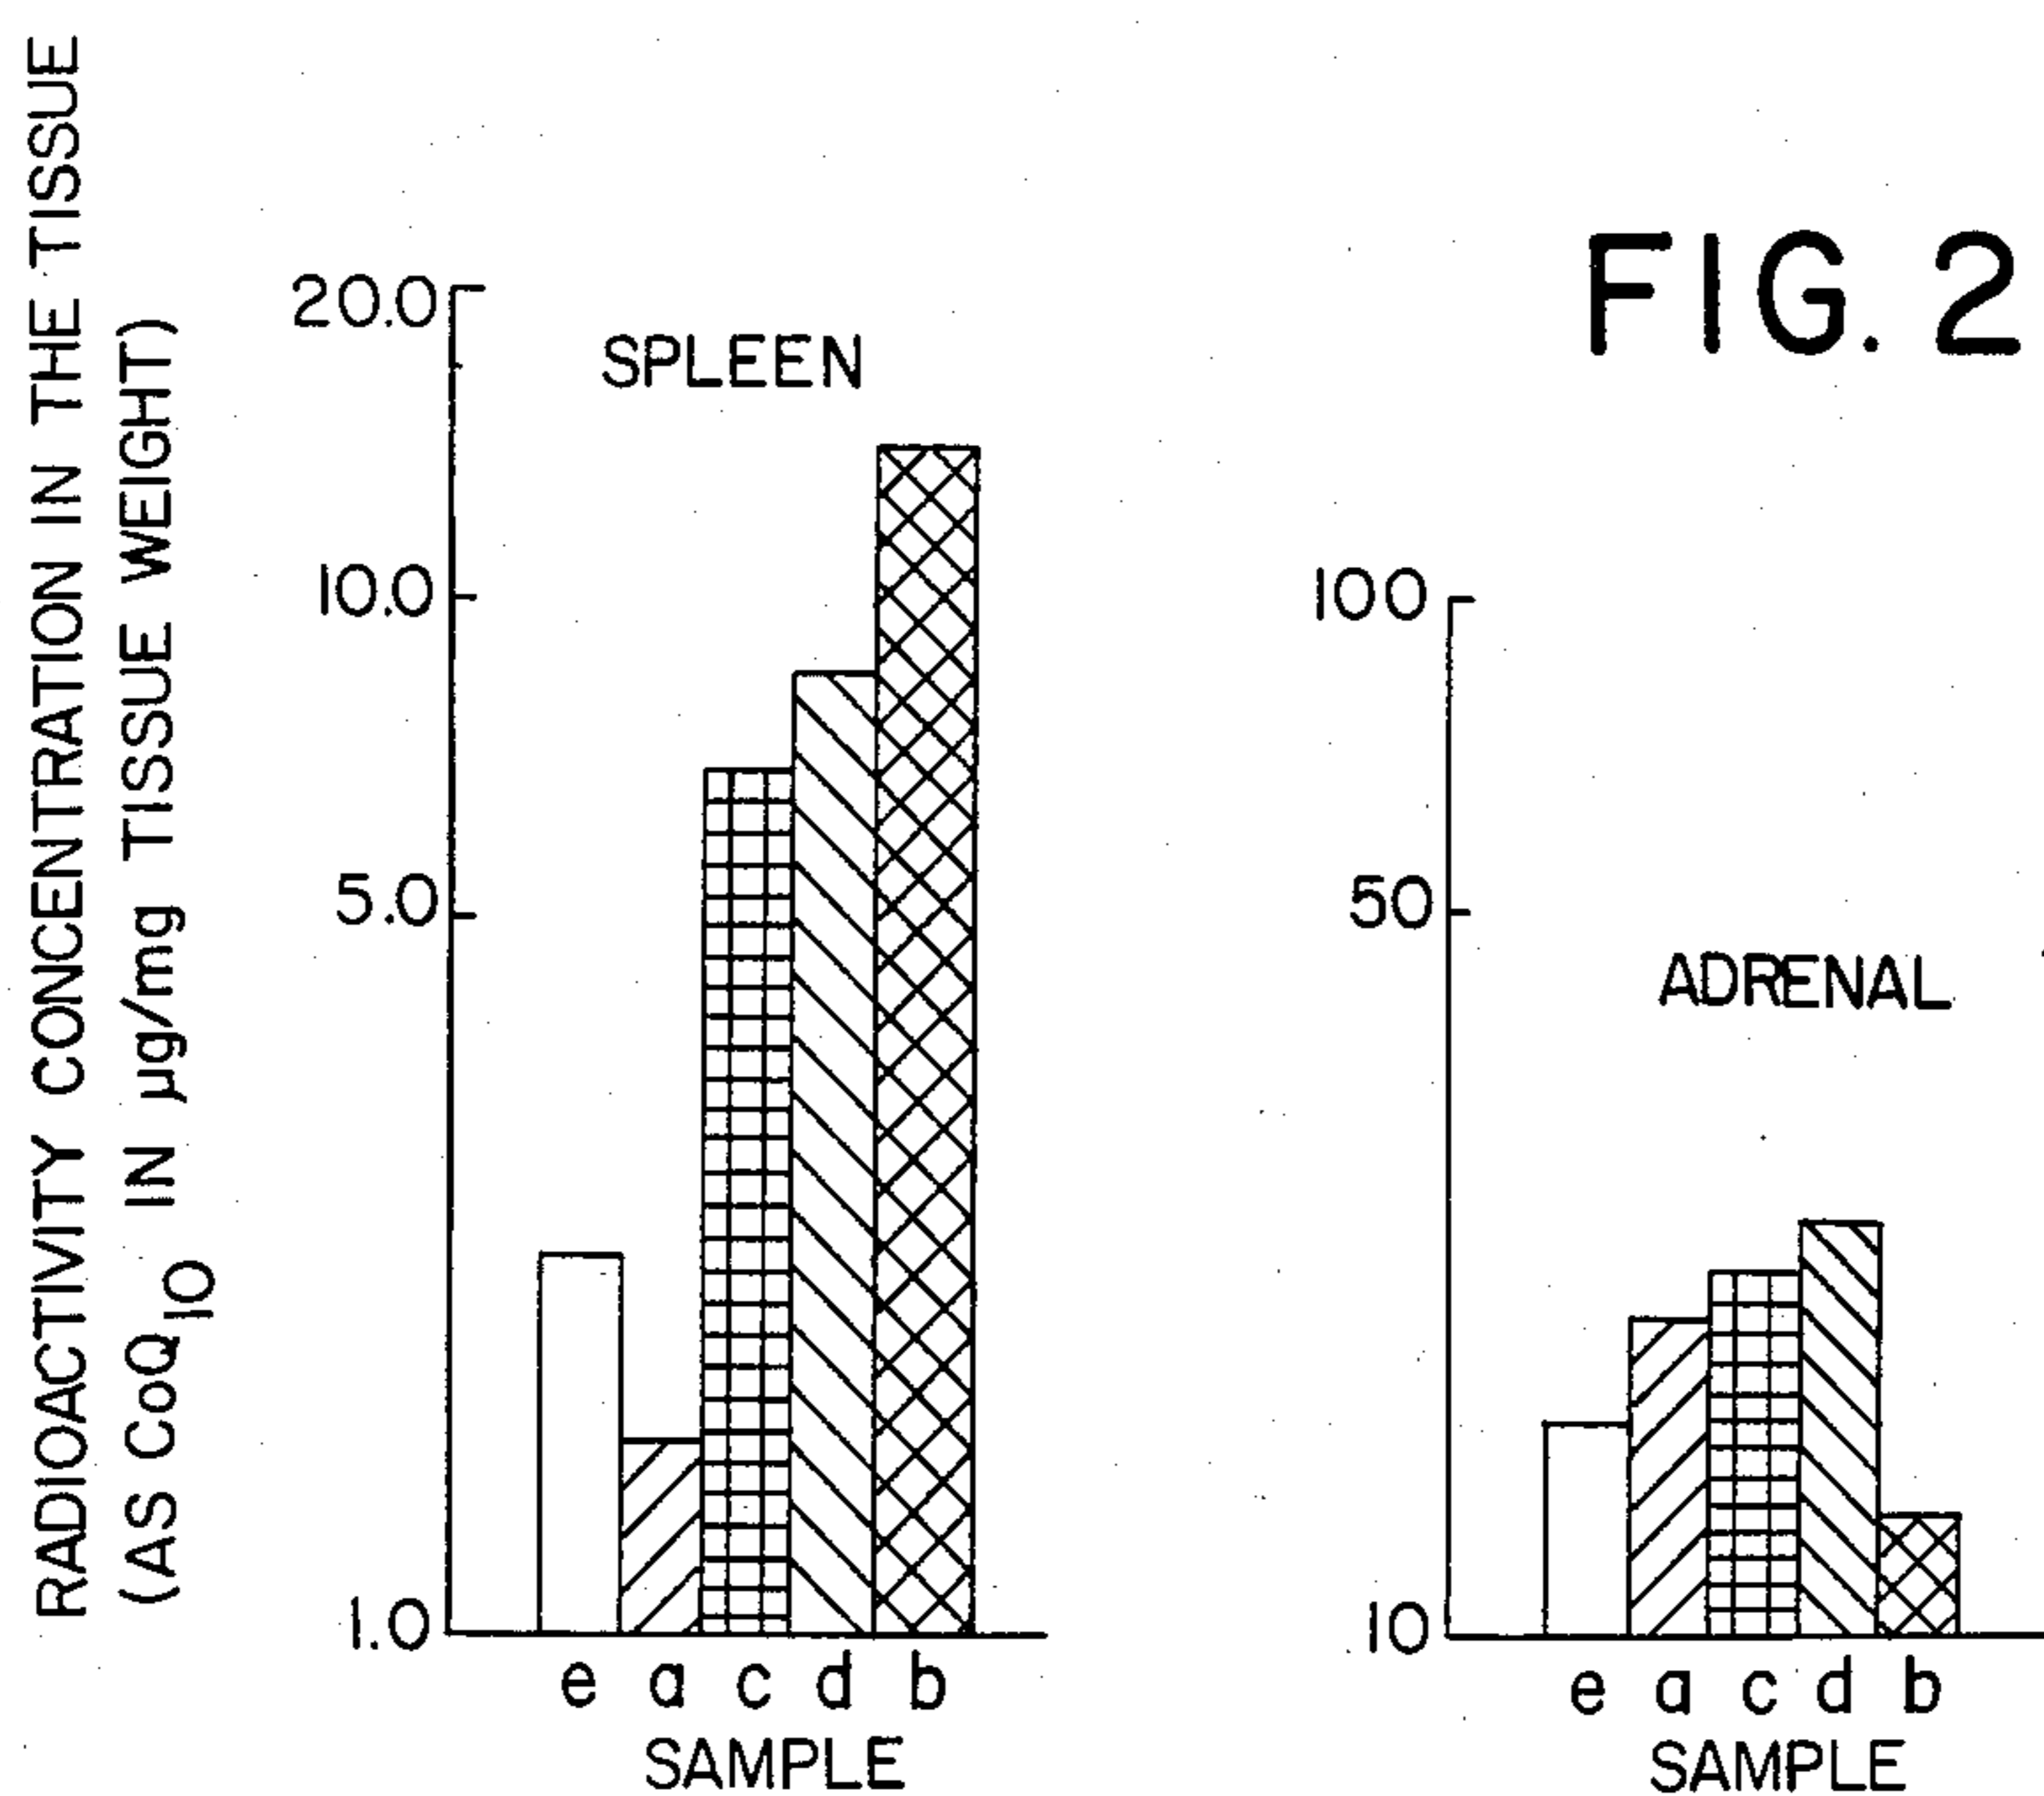 RADIOACTIVITY CONCENTRATION IN THE TISSUE
(AS CoQ10 IN µg/mg TISSUE WEIGHT)
FIG. 2
SPLEEN
20.0
10.0
5.0
1.0
e a c d b
SAMPLE
ADRENAL
100
50
10
e a c d b
SAMPLE